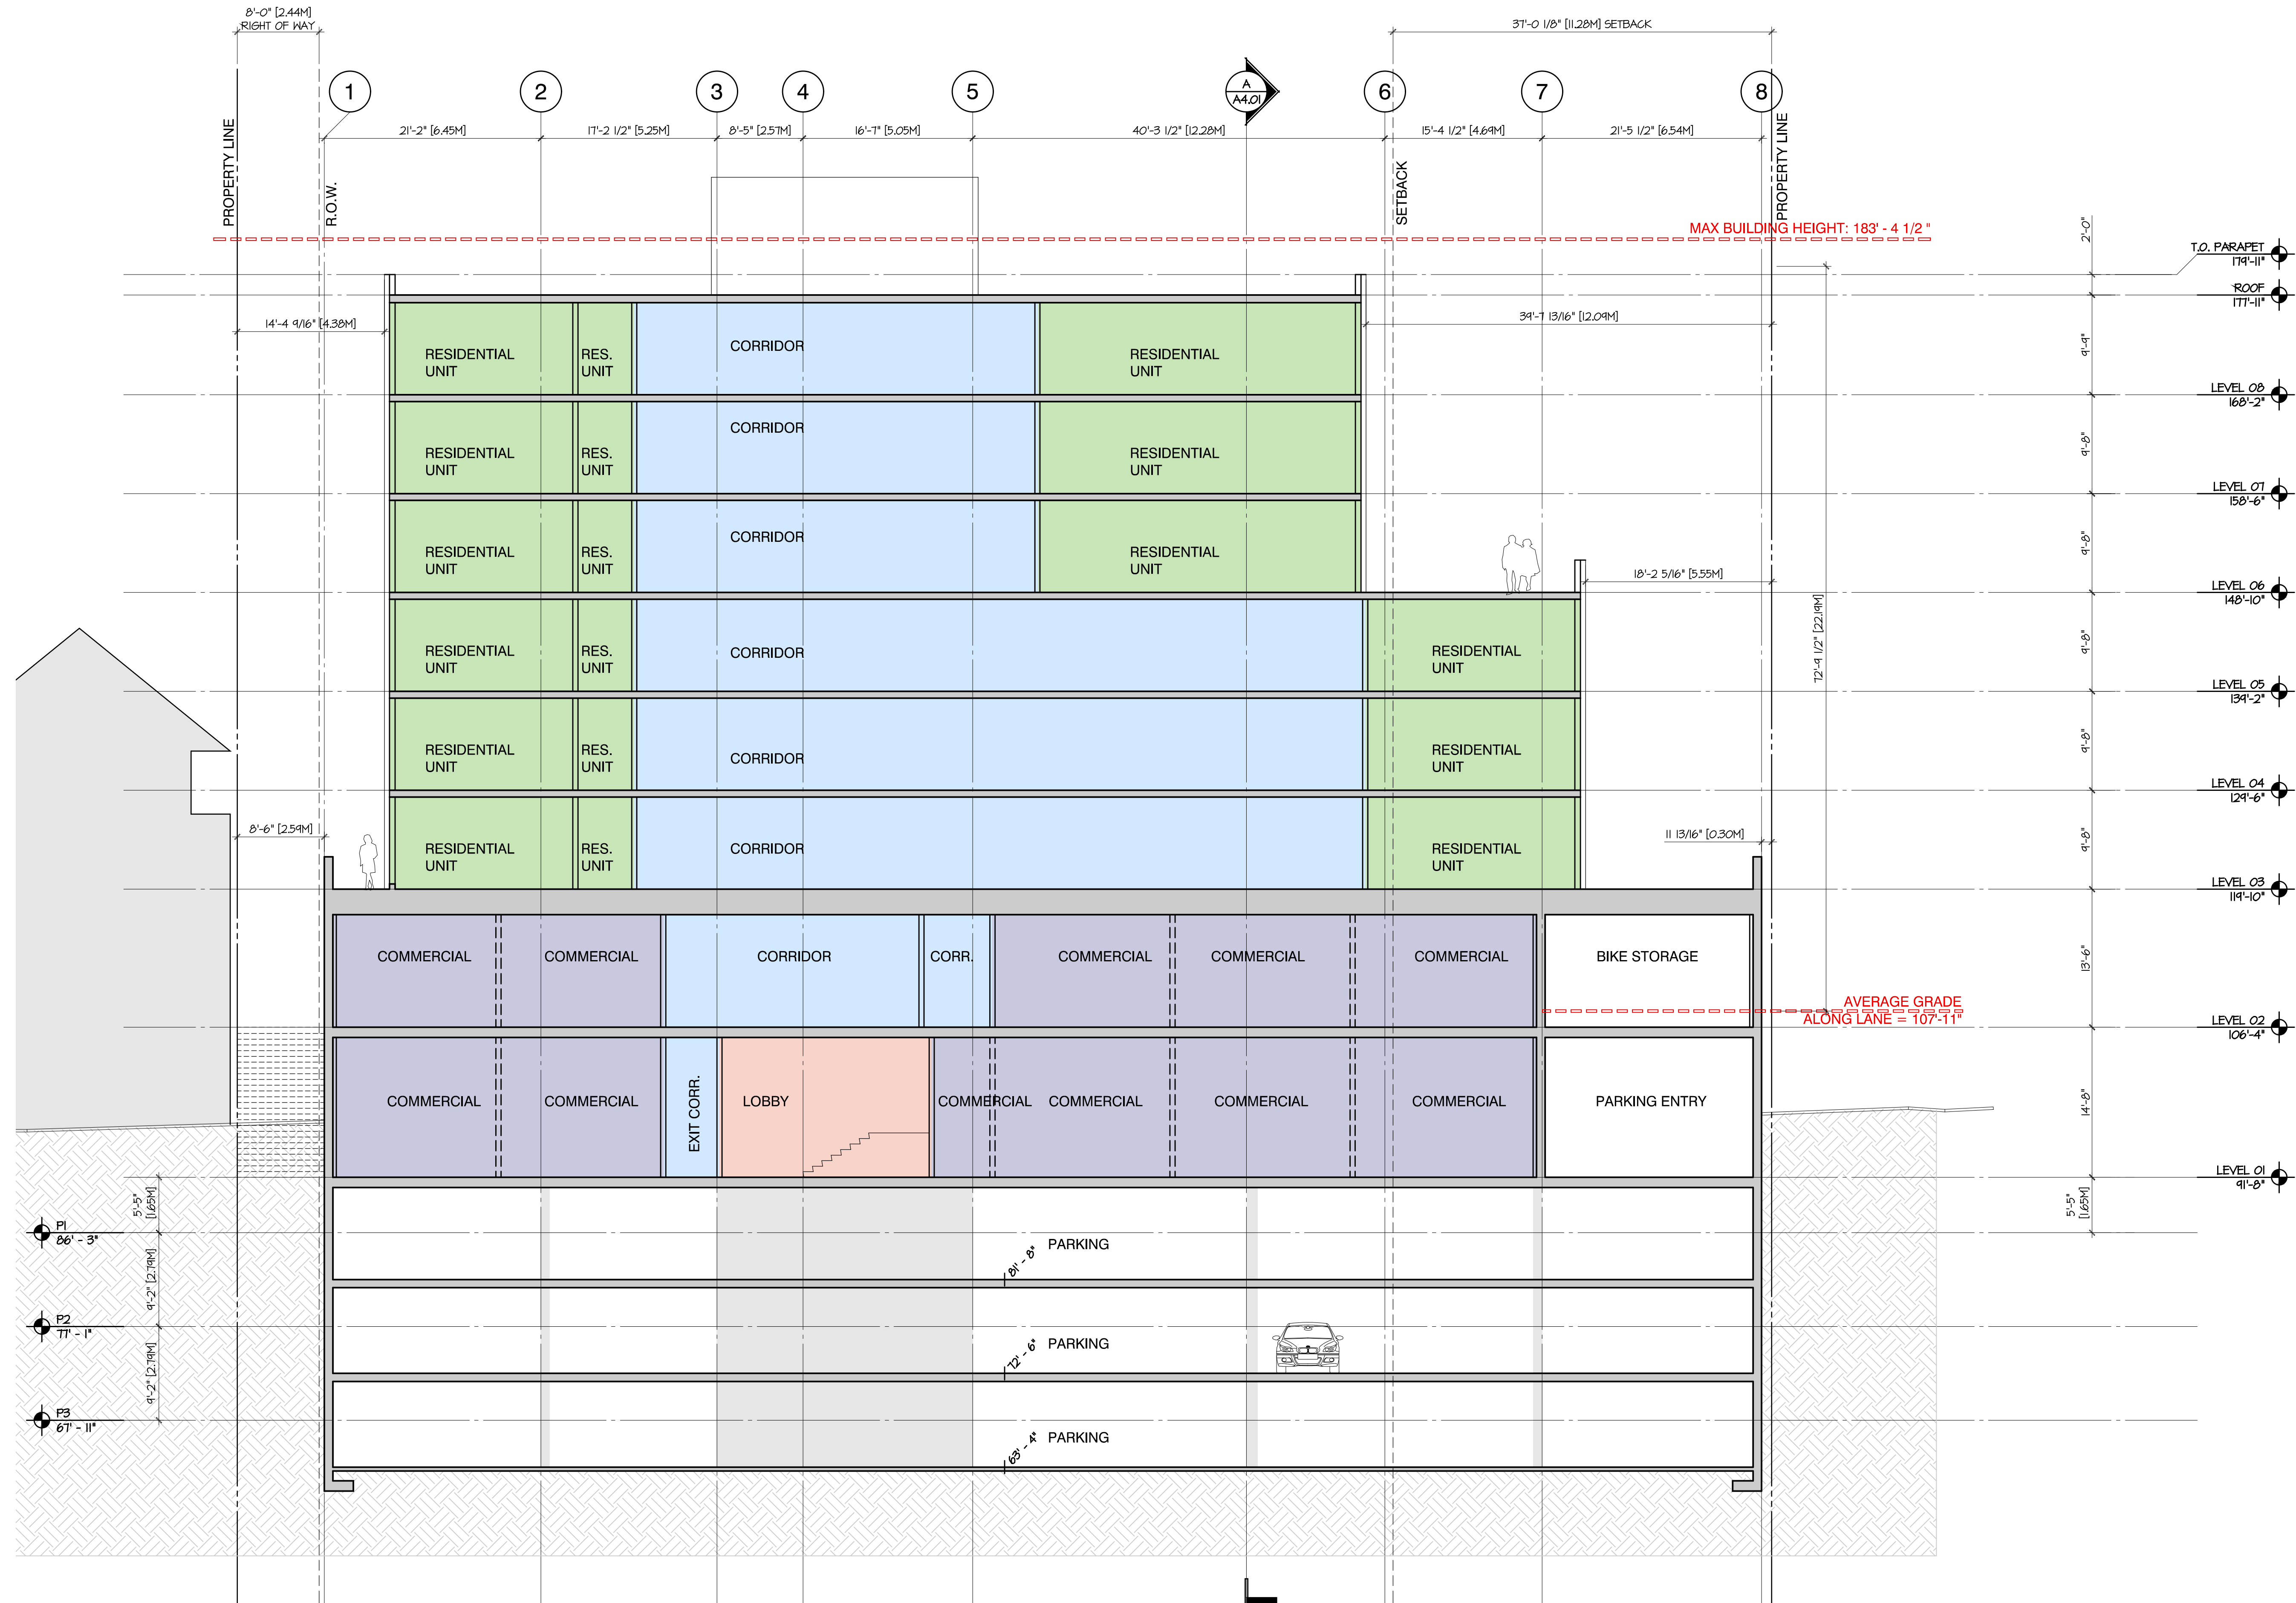 8'-0" [2.44M]
RIGHT OF WAY
37'-0 1/8" [11.28M] SETBACK
1
2
3
4
5
A
A4.01
6
7
8
21'-2" [6.45M]
17'-2 1/2" [5.25M]
8'-5" [2.57M]
16'-7" [5.05M]
40'-3 1/2" [12.28M]
15'-4 1/2" [4.69M]
21'-5 1/2" [6.54M]
PROPERTY LINE
R.O.W.
SETBACK
PROPERTY LINE
MAX BUILDING HEIGHT: 183' - 4 1/2 "
2'-0"
T.O. PARAPET
179'-11"
ROOF
177'-11"
14'-4 9/16" [4.38M]
39'-7 13/16" [12.09M]
RESIDENTIAL
UNIT
RES.
UNIT
CORRIDOR
RESIDENTIAL
UNIT
9'-9"
LEVEL 08
168'-2"
RESIDENTIAL
UNIT
RES.
UNIT
CORRIDOR
RESIDENTIAL
UNIT
9'-8"
LEVEL 07
158'-6"
RESIDENTIAL
UNIT
RES.
UNIT
CORRIDOR
RESIDENTIAL
UNIT
9'-8"
18'-2 5/16" [5.55M]
LEVEL 06
148'-10"
72'-9 1/2" [22.19M]
RESIDENTIAL
UNIT
RES.
UNIT
CORRIDOR
RESIDENTIAL
UNIT
9'-8"
LEVEL 05
139'-2"
RESIDENTIAL
UNIT
RES.
UNIT
CORRIDOR
RESIDENTIAL
UNIT
9'-8"
LEVEL 04
129'-6"
8'-6" [2.59M]
11 13/16" [0.30M]
RESIDENTIAL
UNIT
RES.
UNIT
CORRIDOR
RESIDENTIAL
UNIT
9'-8"
LEVEL 03
119'-10"
COMMERCIAL
COMMERCIAL
CORRIDOR
CORR.
COMMERCIAL
COMMERCIAL
COMMERCIAL
BIKE STORAGE
13'-6"
AVERAGE GRADE
ALONG LANE = 107'-11"
LEVEL 02
106'-4"
COMMERCIAL
COMMERCIAL
EXIT CORR.
LOBBY
COMMERCIAL
COMMERCIAL
COMMERCIAL
COMMERCIAL
PARKING ENTRY
14'-8"
LEVEL 01
91'-8"
5'-5"
[1.65M]
5'-5"
[1.65M]
P1
86' - 3"
PARKING
81' - 8"
9'-2" [2.79M]
P2
77' - 1"
PARKING
72' - 6"
9'-2" [2.79M]
P3
67' - 11"
PARKING
63' - 4"